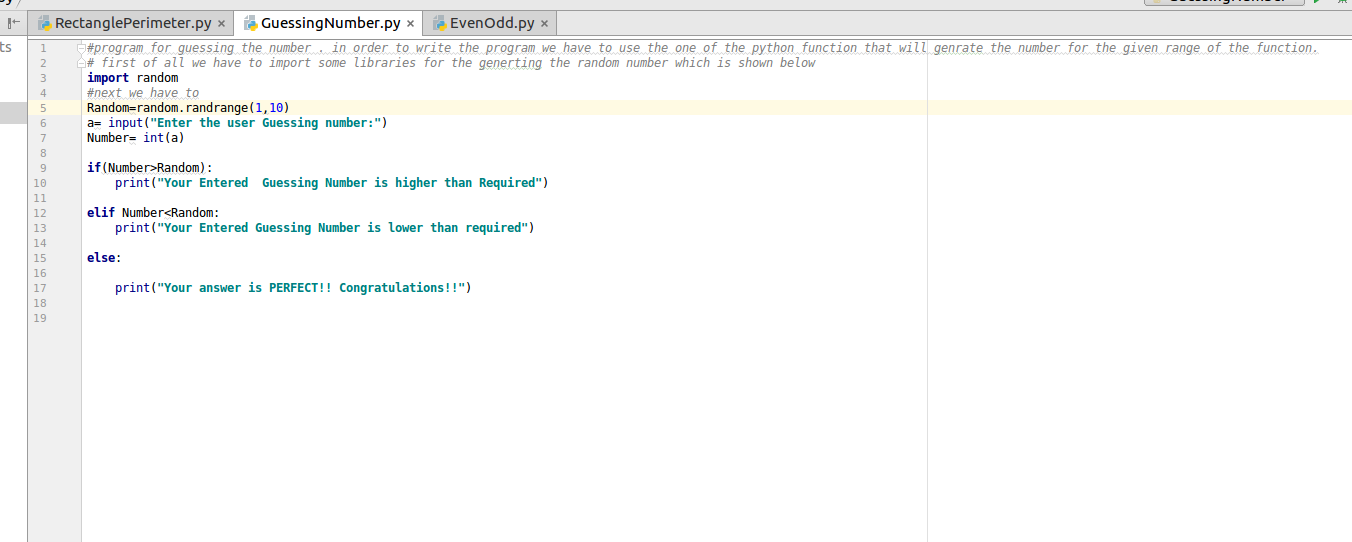 RectanglePerimeter.py × GuessingNumber.py × EvenOdd.py ×
ts
1 #program for guessing the number . in order to write the program we have to use the one of the python function that will genrate the number for the given range of the function.
2 # first of all we have to import some libraries for the generting the random number which is shown below
3 import random
4 #next we have to
5 Random=random.randrange(1,10)
6 a= input("Enter the user Guessing number:")
7 Number= int(a)
8
9 if(Number>Random):
10 print("Your Entered  Guessing Number is higher than Required")
11
12 elif Number<Random:
13 print("Your Entered Guessing Number is lower than required")
14
15 else:
16
17 print("Your answer is PERFECT!! Congratulations!!")
18
19